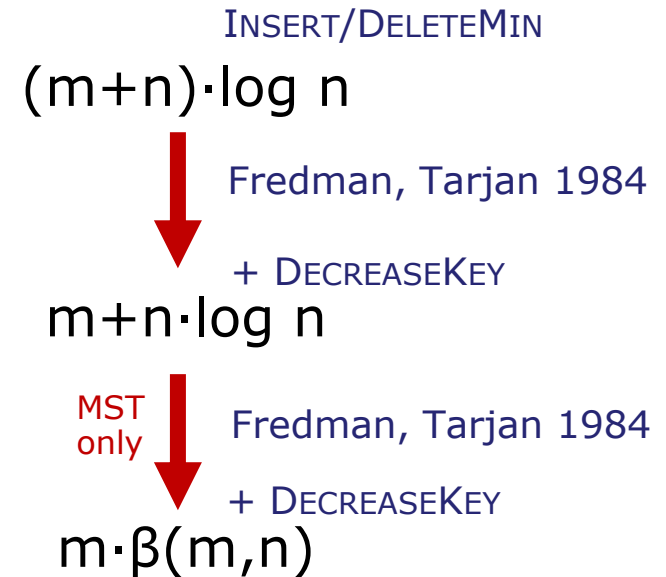 INSERT/DELETEMIN
(m+n)·log n
Fredman, Tarjan 1984
+ DECREASEKEY
m+n·log n
MST
only
Fredman, Tarjan 1984
+ DECREASEKEY
m·β(m,n)